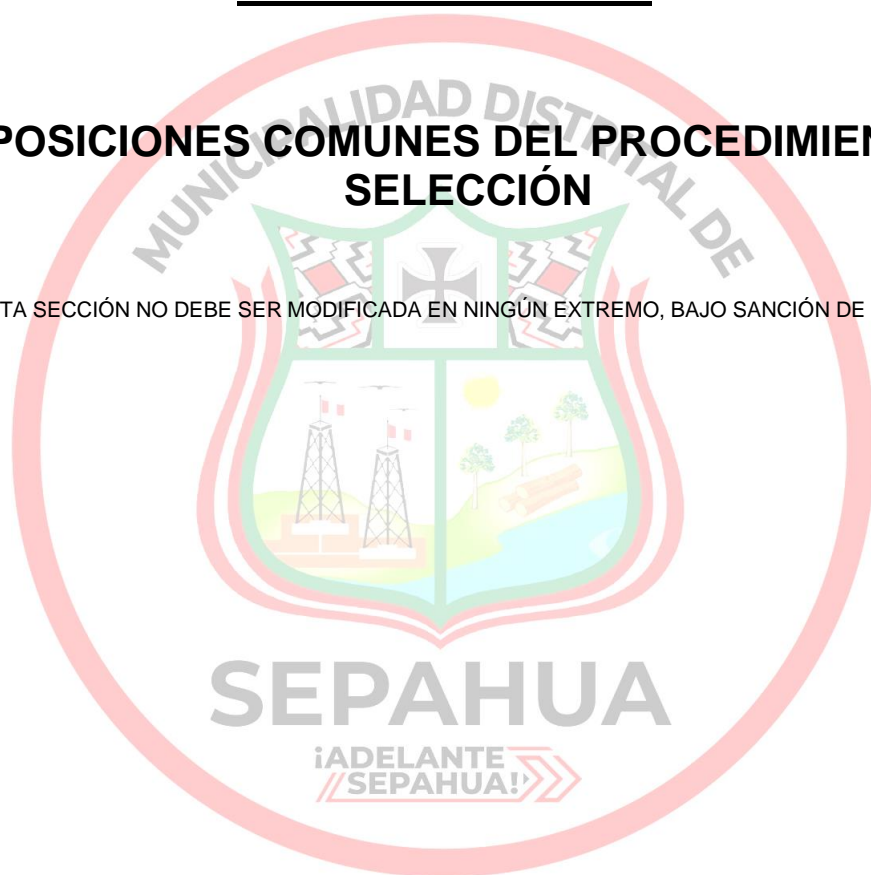 POSICIONES COMUNES DEL PROCEDIMIEN
SELECCIÓN
TA SECCIÓN NO DEBE SER MODIFICADA EN NINGÚN EXTREMO, BAJO SANCIÓN DE
MUNICIPALIDAD DISTRITAL DE
SEPAHUA
¡ADELANTE
SEPAHUA!